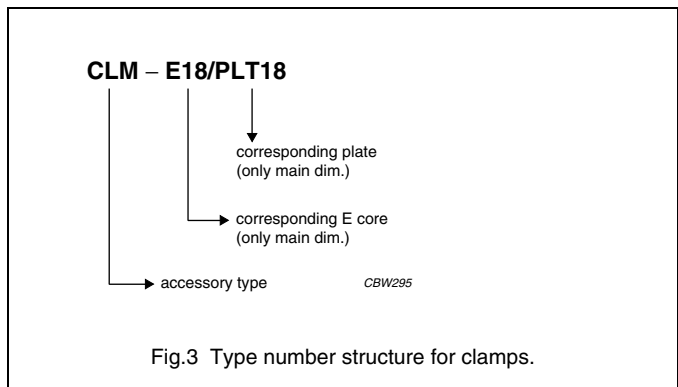 CLM – E18/PLT18
corresponding plate
(only main dim.)
corresponding E core
(only main dim.)
accessory type
CBW295
Fig.3 Type number structure for clamps.